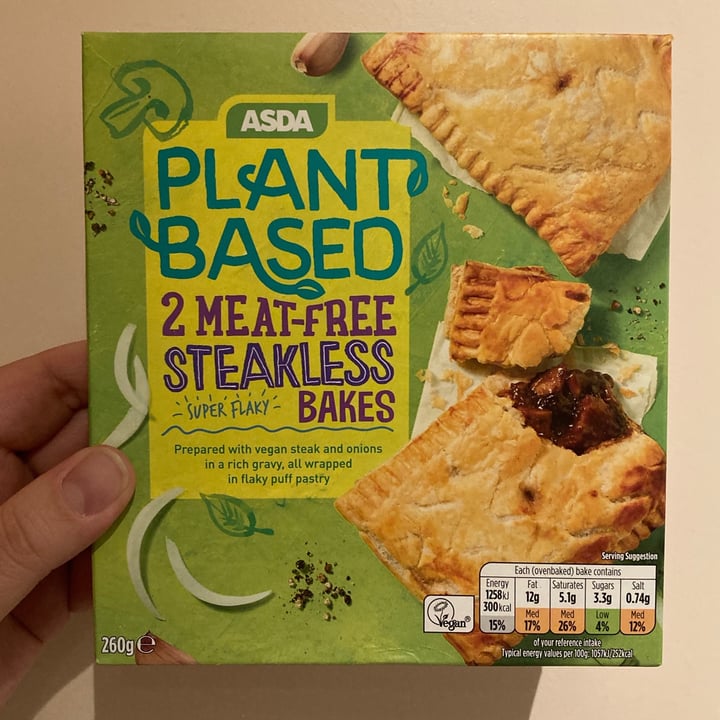 ASDA
PLANT
BASED
2 MEAT-FREE
STEAKLESS
SUPER FLAKY
BAKES
Prepared with vegan steak and onions
in a rich gravy, all wrapped
in flaky puff pastry
Serving Suggestion
Each (ovenbaked) bake contains
Energy Fat Saturates Sugars Salt
1258kJ 12g 5.1g 3.3g 0.74g
300kcal
Med Med Low Med
15% 17% 26% 4% 12%
of your reference intake
Typical energy values per 100g: 1057kJ/252kcal
Vegan
260g ℮